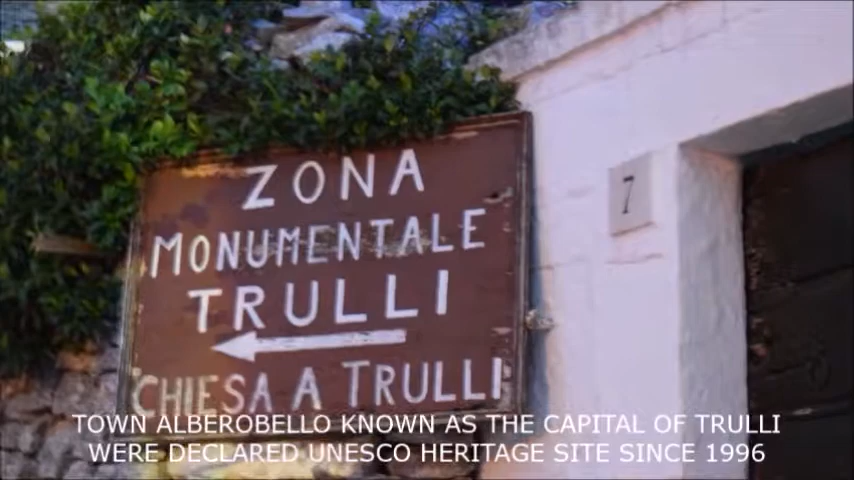 ZONA
MONUMENTALE
TRULLI
CHIESA A TRULLI
7
TOWN ALBEROBELLO KNOWN AS THE CAPITAL OF TRULLI
WERE DECLARED UNESCO HERITAGE SITE SINCE 1996